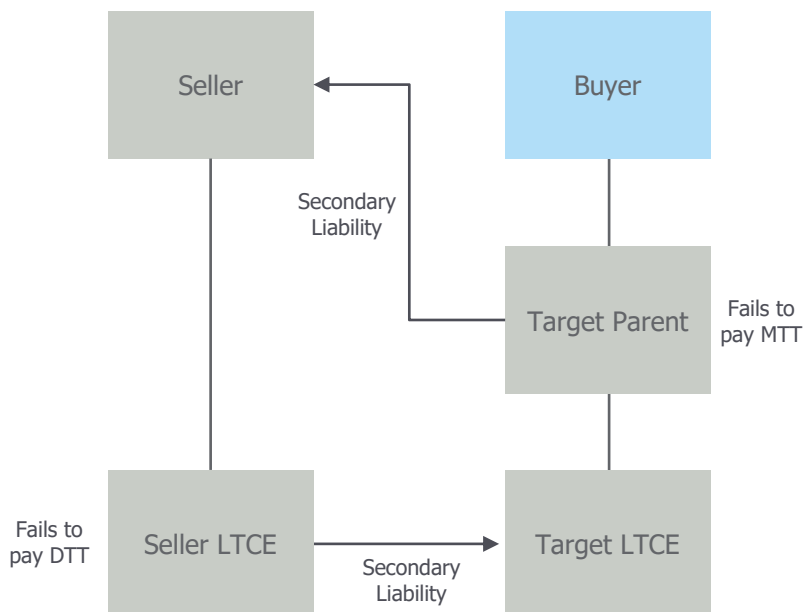 Seller
Buyer
Secondary
Liability
Target Parent
Fails to
pay MTT
Fails to
pay DTT
Seller LTCE
Secondary
Liability
Target LTCE